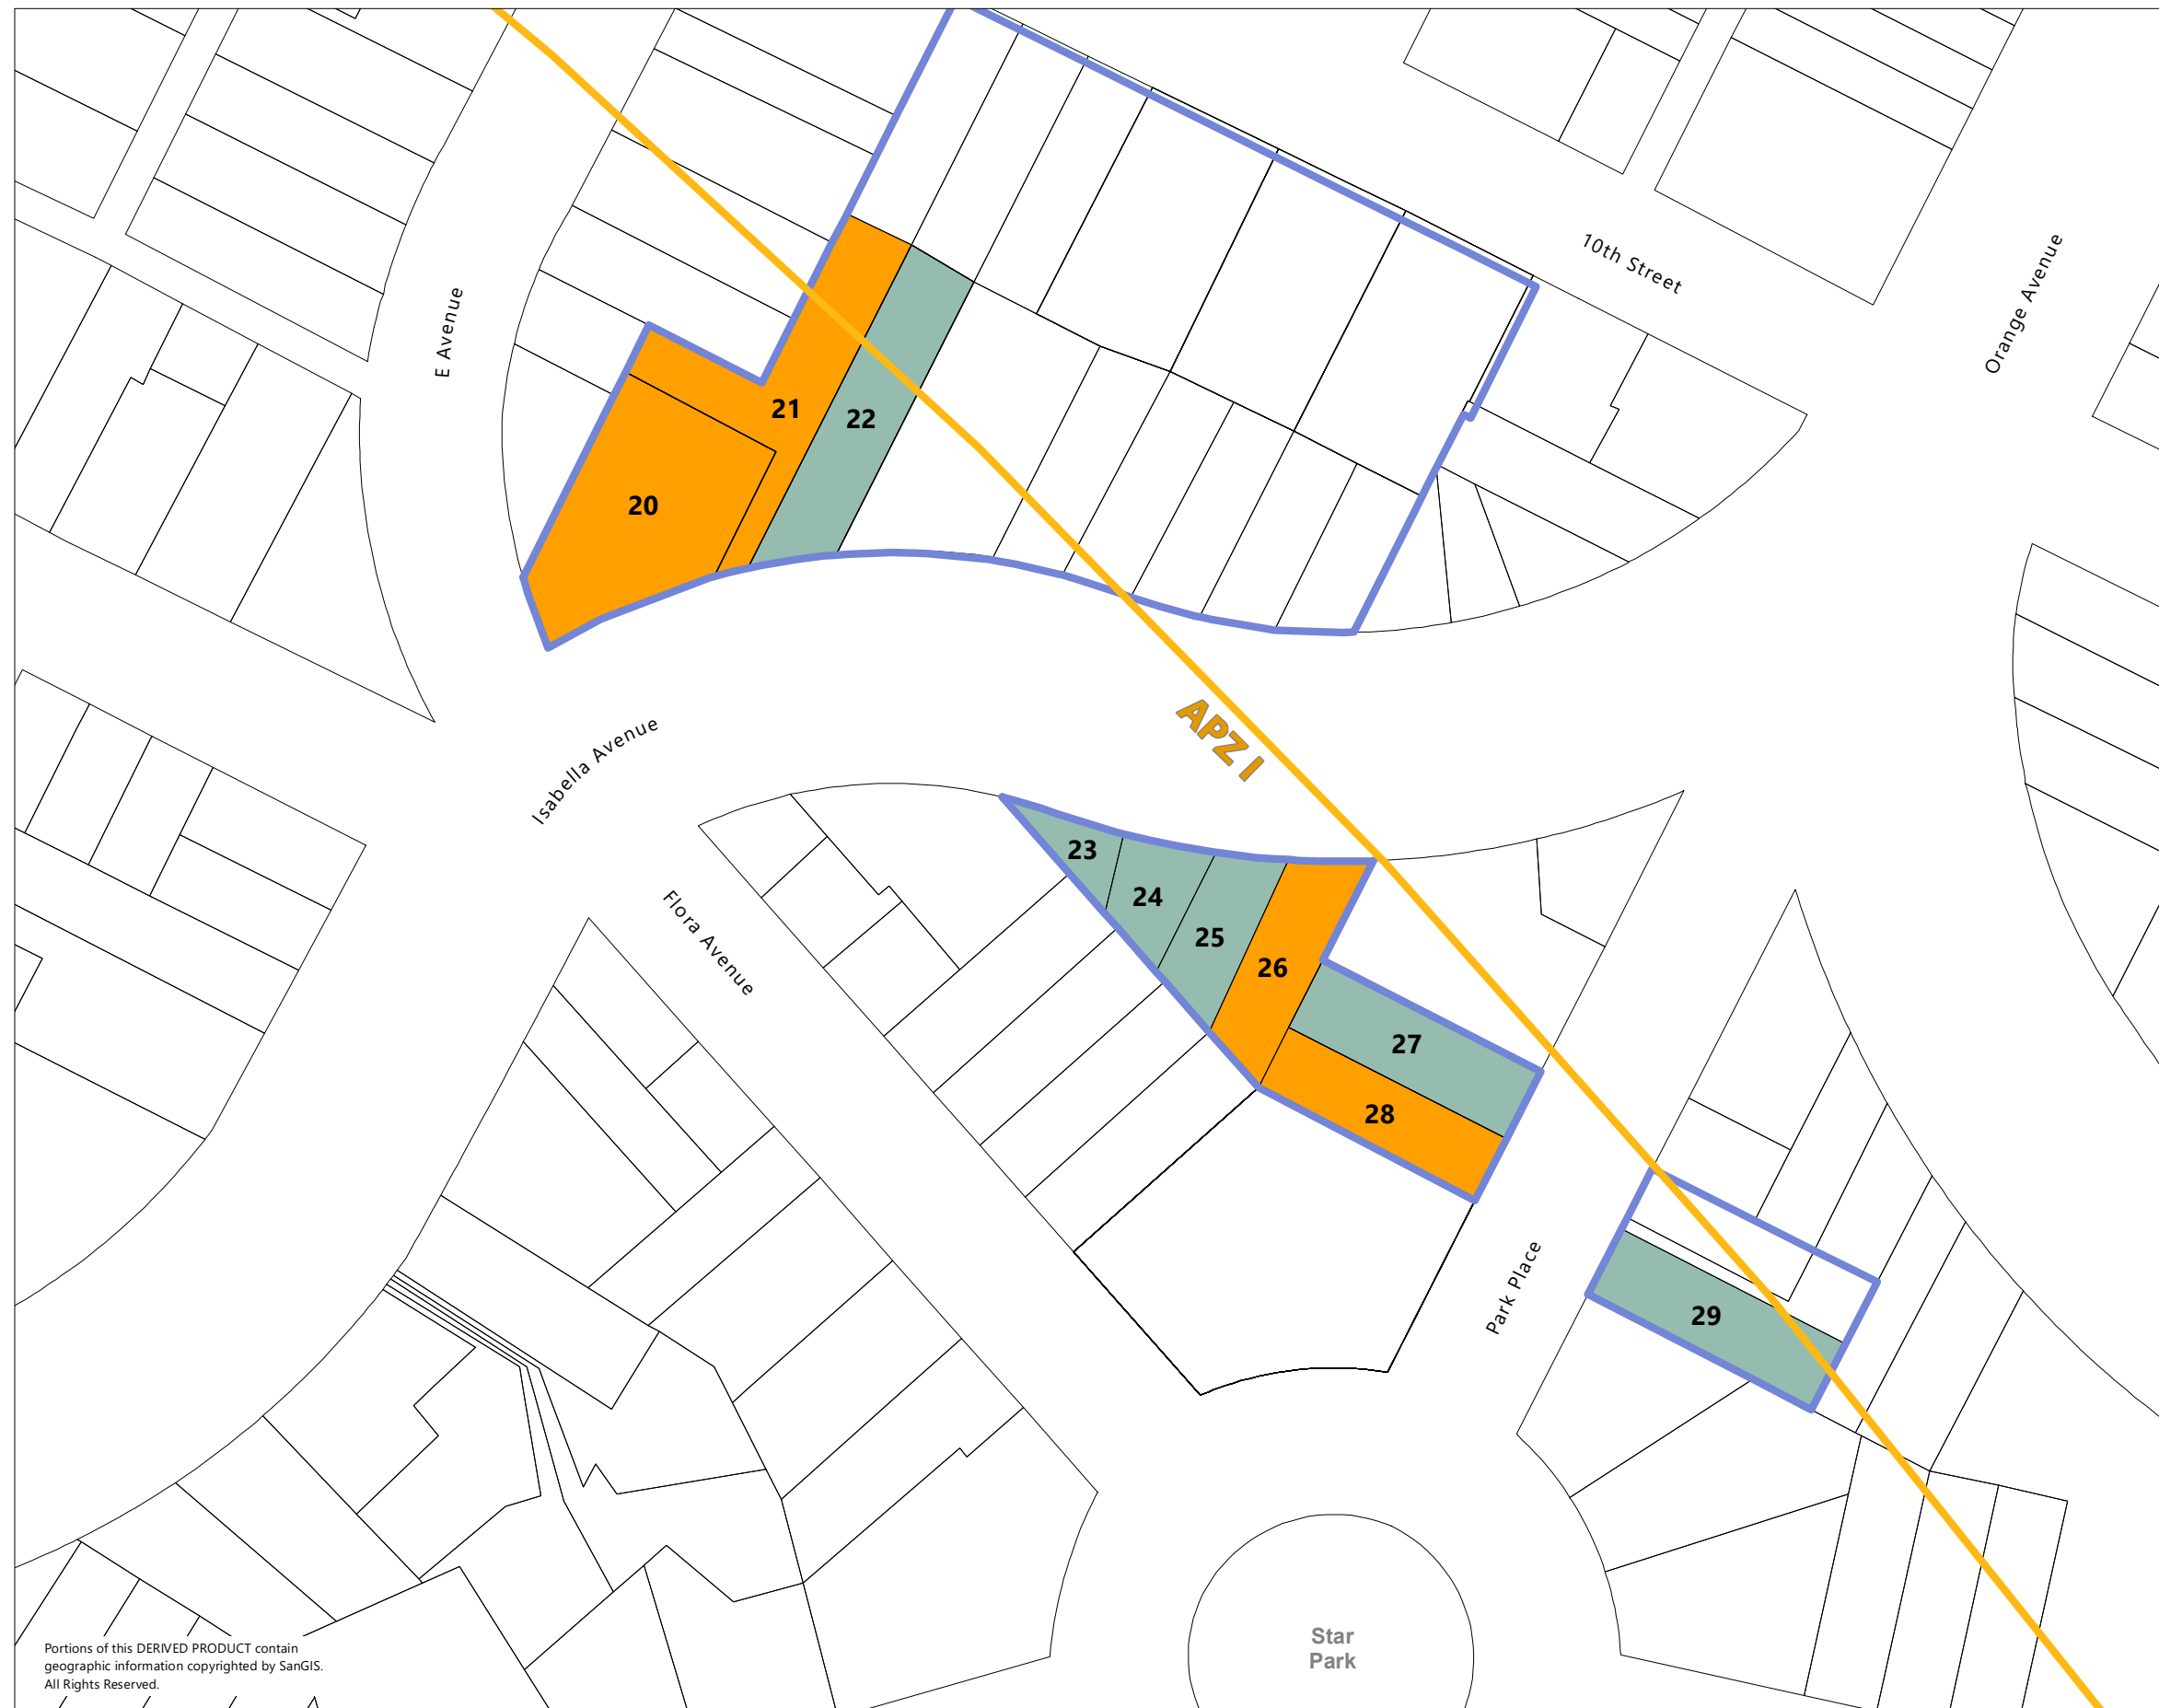 10th Street
Orange Avenue
E Avenue
21
22
20
APZ I
Isabella Avenue
23
24
25
26
Flora Avenue
27
28
Park Place
29
Star
Park
Portions of this DERIVED PRODUCT contain
geographic information copyrighted by SanGIS.
All Rights Reserved.